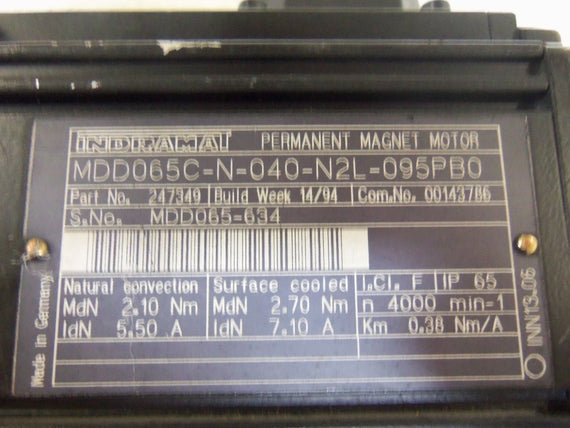 INDRAMAT PERMANENT MAGNET MOTOR
MDD065C-N-040-N2L-095PB0
Part No. 247349 Build Week 14/94 Com.No. 00143786
S.No. MDD065-634
Natural convection Surface cooled I.Cl. F IP 65
MdN 2.10 Nm MdN 2.70 Nm n 4000 min-1
IdN 5.50 A IdN 7.10 A Km 0.38 Nm/A
Made in Germany
INN13.06